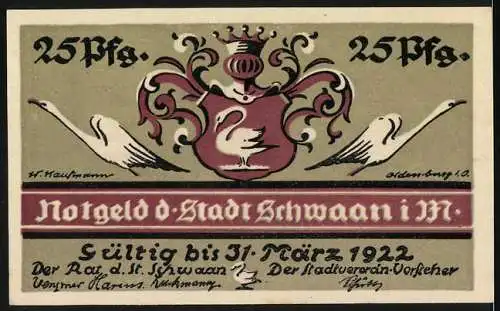 25 Pfg. 25 Pfg.
W. Kaufmann oldenburg i.O.
Notgeld d. Stadt Schwaan i M.
Gültig bis 31. März 1922
Der Rat d. St. Schwaan Der Stadtverordn.-Vorsteher